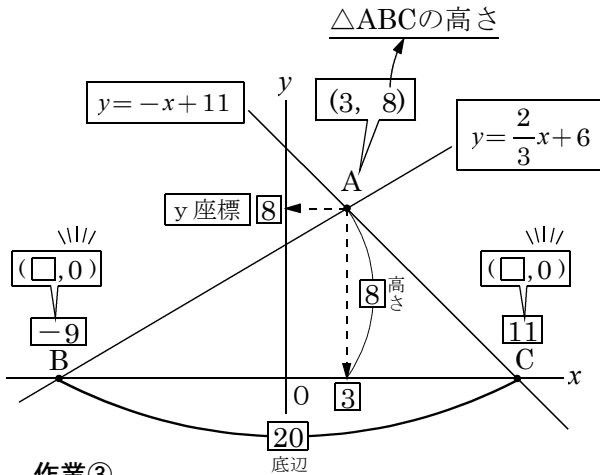 △ABCの高さ
y
y=−x+11
(3, 8)
y=2/3x+6
A
y座標 8
(□,0)
(□,0)
8 高さ
−9
11
B
C
x
0
3
20
底辺
作業③